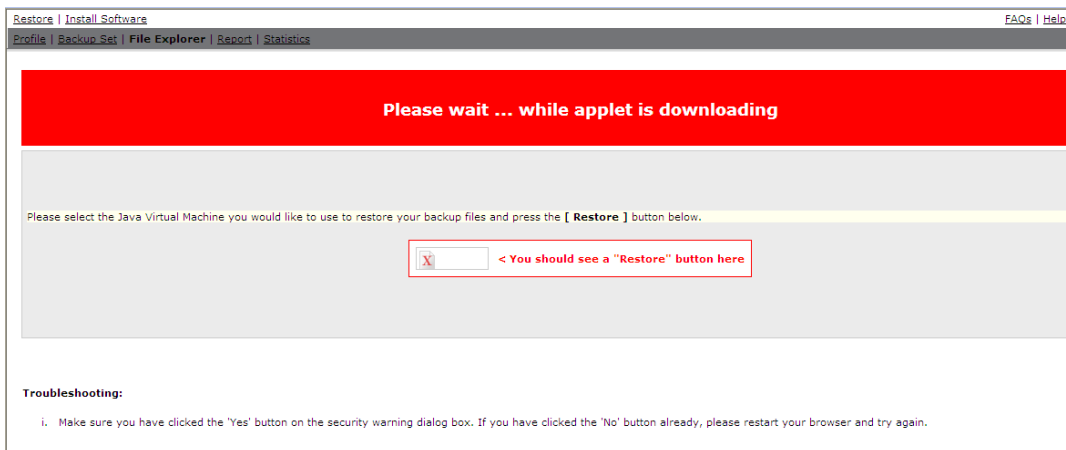 Restore | Install Software FAQs | Help
Profile | Backup Set | File Explorer | Report | Statistics
Please wait ... while applet is downloading
Please select the Java Virtual Machine you would like to use to restore your backup files and press the [ Restore ] button below.
X < You should see a "Restore" button here
Troubleshooting:
i. Make sure you have clicked the 'Yes' button on the security warning dialog box. If you have clicked the 'No' button already, please restart your browser and try again.